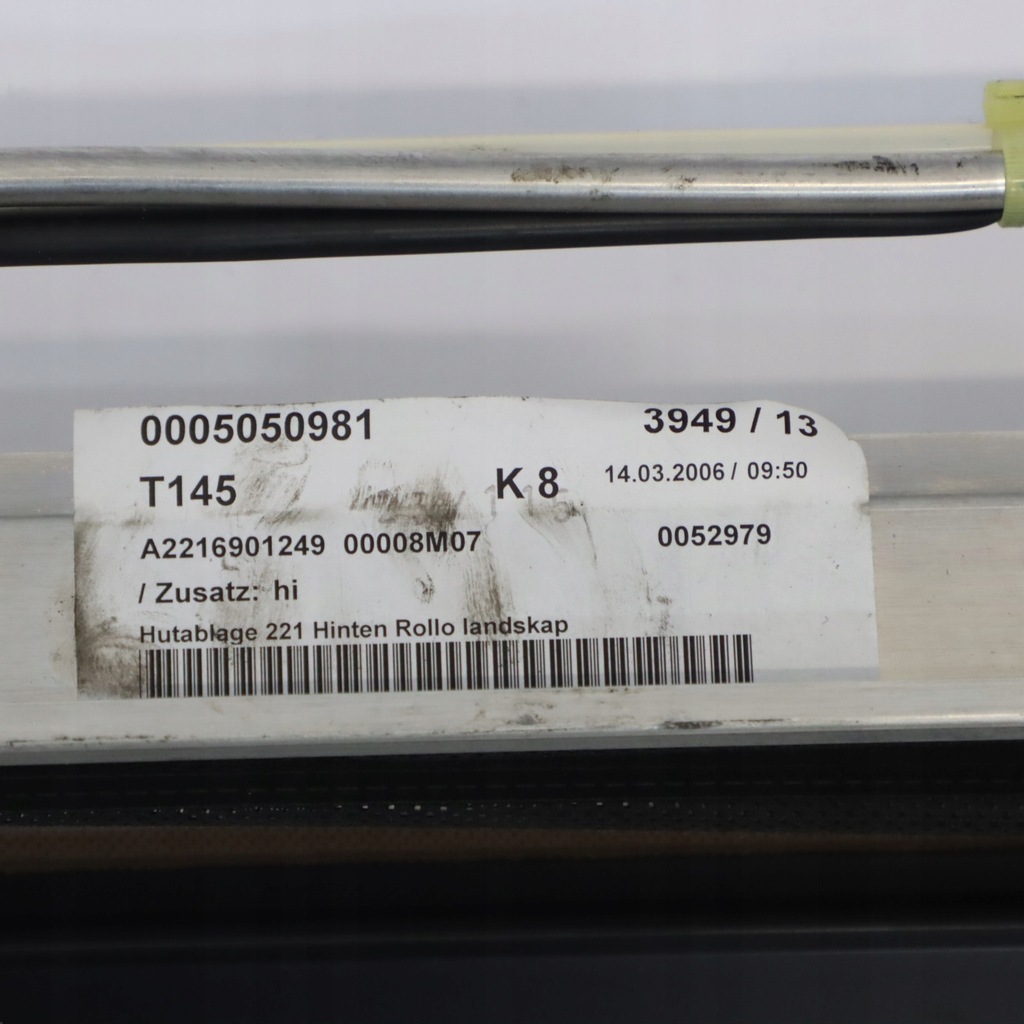 0005050981 3949 / 13
T145 K 8 14.03.2006 / 09:50
A2216901249 00008M07 0052979
/ Zusatz: hi
Hutablage 221 Hinten Rollo landskap